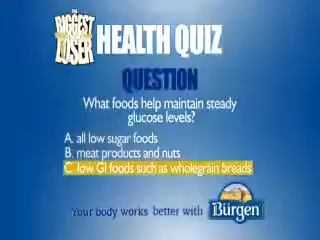 THE
BIGGEST
LOSER
HEALTH QUIZ
QUESTION
What foods help maintain steady
glucose levels?
A. all low sugar foods
B. meat products and nuts
C. low GI foods such as wholegrain breads
Your body works better with Bürgen